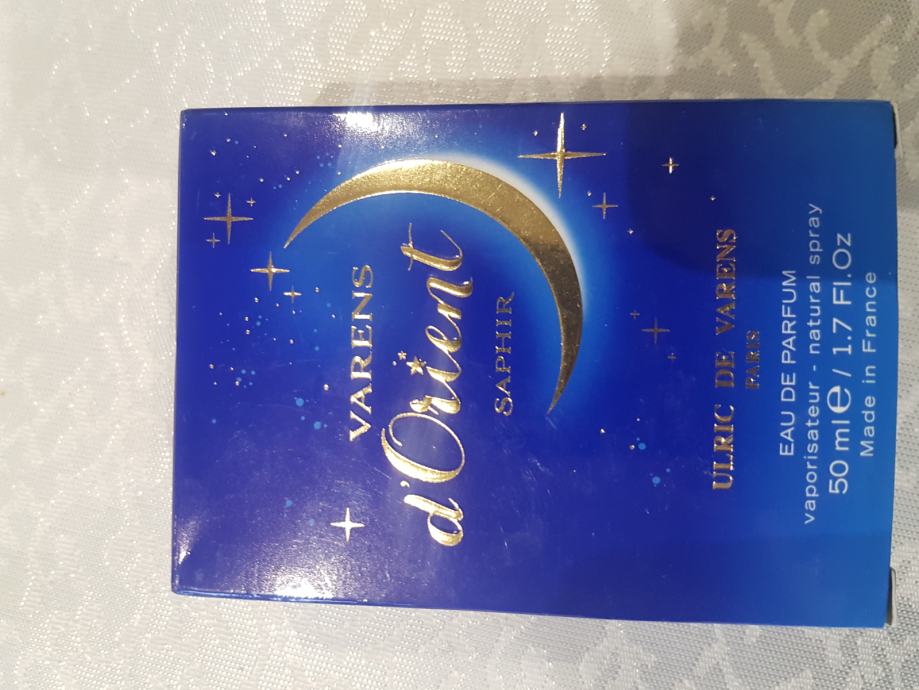 VARENS
d'Orient
SAPHIR
ULRIC DE VARENS
PARIS
EAU DE PARFUM
vaporisateur - natural spray
50 ml e / 1.7 Fl.Oz
Made in France